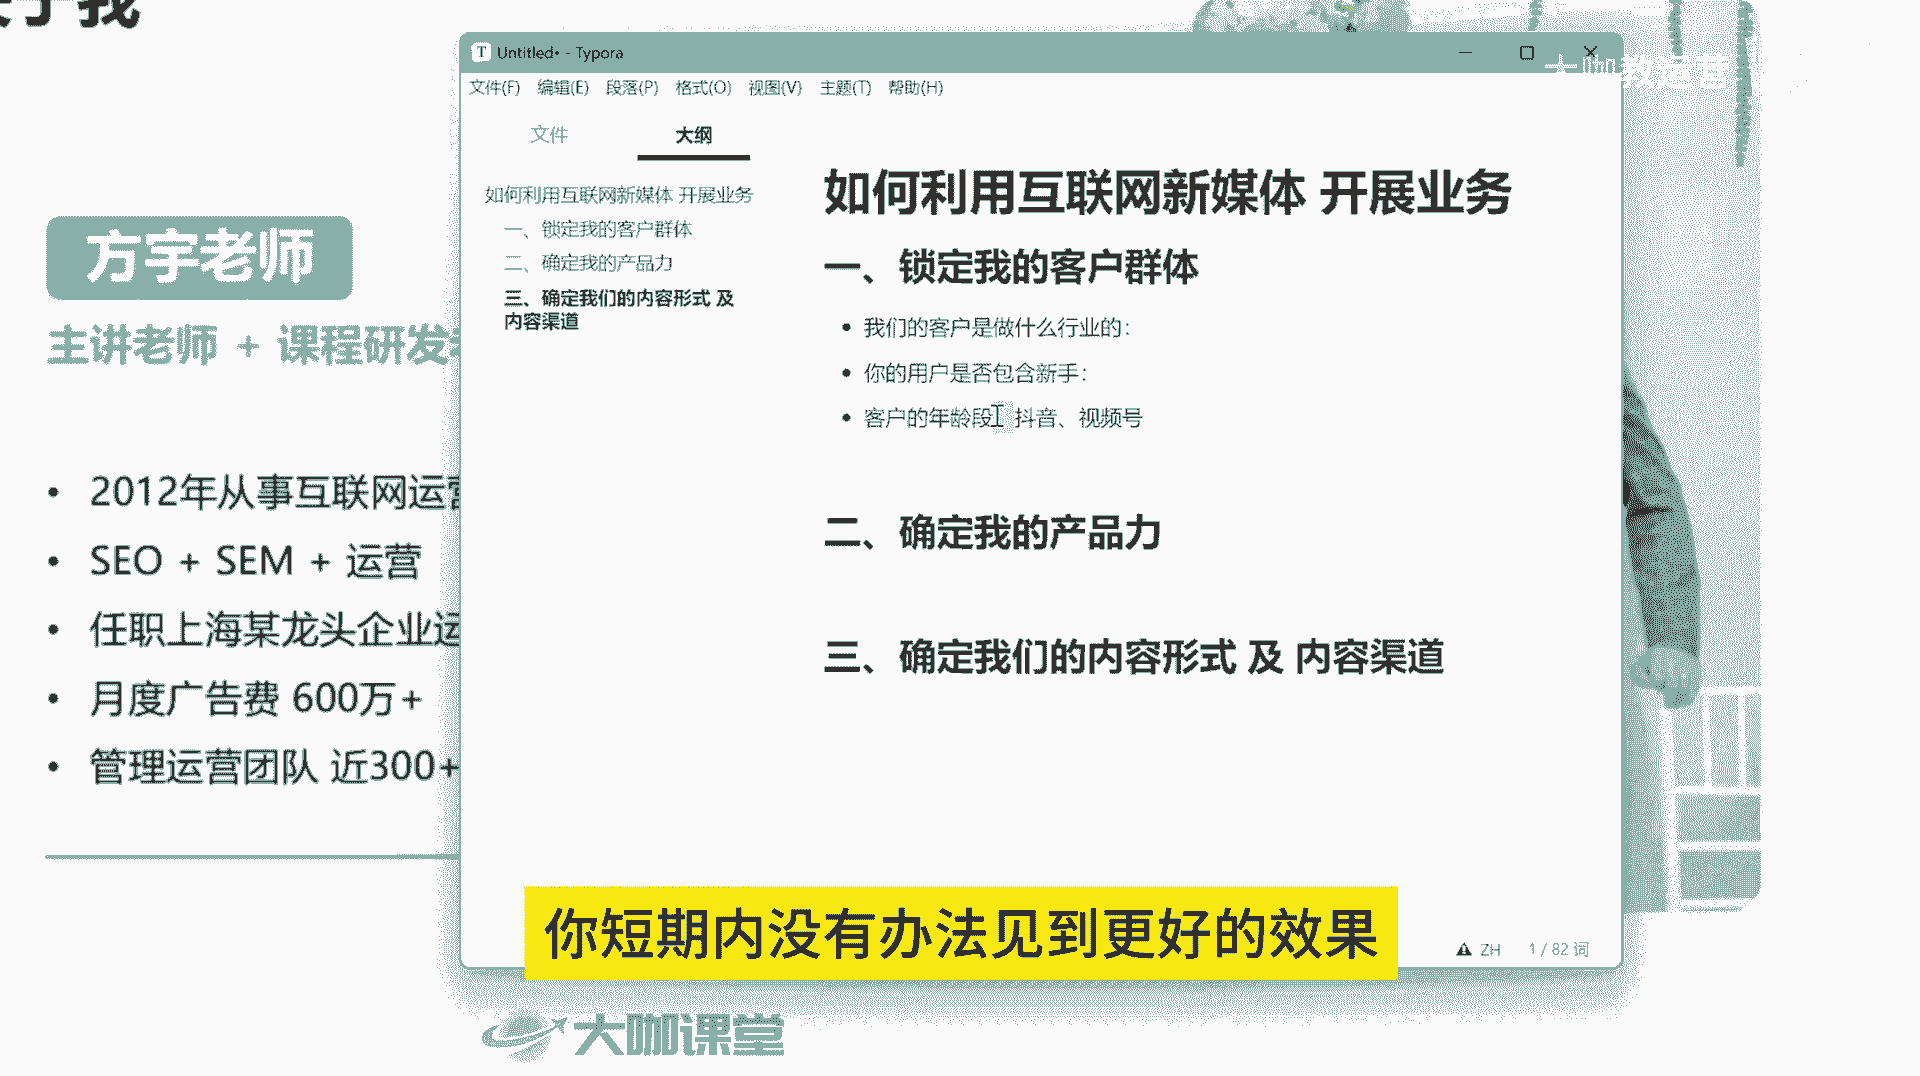 Untitled• - Typora
大咖教运营
文件(F) 编辑(E) 段落(P) 格式(O) 视图(V) 主题(T) 帮助(H)
文件 大纲
如何利用互联网新媒体 开展业务
一、锁定我的客户群体
二、确定我的产品力
三、确定我们的内容形式 及
内容渠道
如何利用互联网新媒体 开展业务
一、锁定我的客户群体
• 我们的客户是做什么行业的：
• 你的用户是否包含新手：
• 客户的年龄段 抖音、视频号
二、确定我的产品力
三、确定我们的内容形式 及 内容渠道
方宇老师
主讲老师 + 课程研发
• 2012年从事互联网运营
• SEO + SEM + 运营
• 任职上海某龙头企业运
• 月度广告费 600万+
• 管理运营团队 近300+
你短期内没有办法见到更好的效果
ZH 1 / 82 词
大咖课堂